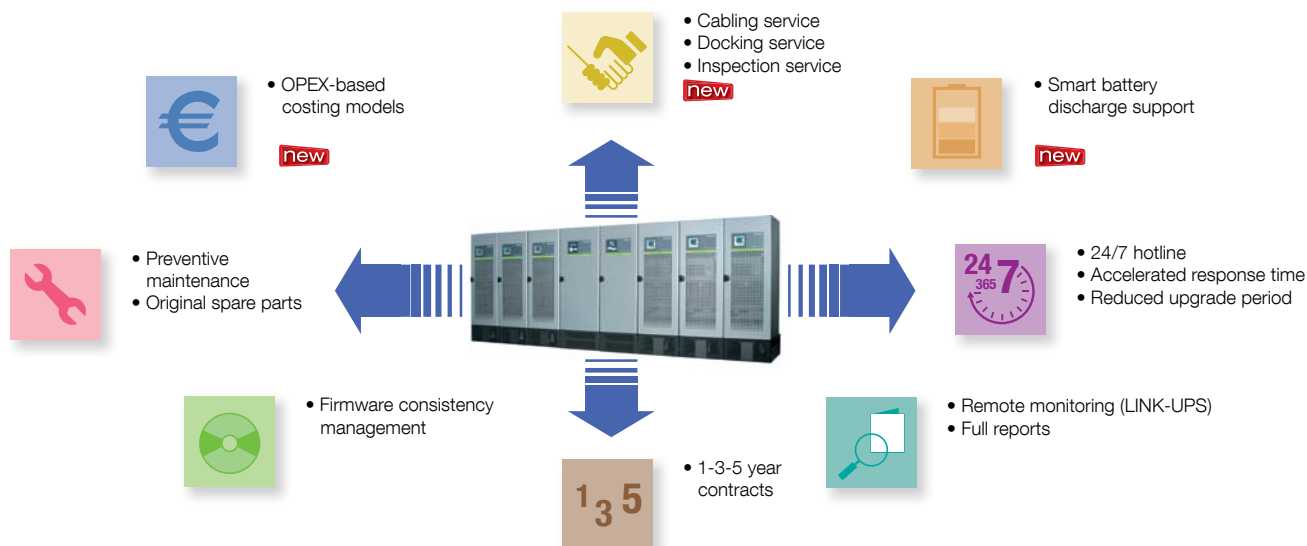 • Cabling service
• Docking service
• Inspection service
new
• OPEX-based
costing models
new
€
• Smart battery
discharge support
new
• Preventive
maintenance
• Original spare parts
24
365 7
• 24/7 hotline
• Accelerated response time
• Reduced upgrade period
• Firmware consistency
management
1 3 5
• 1-3-5 year
contracts
• Remote monitoring (LINK-UPS)
• Full reports